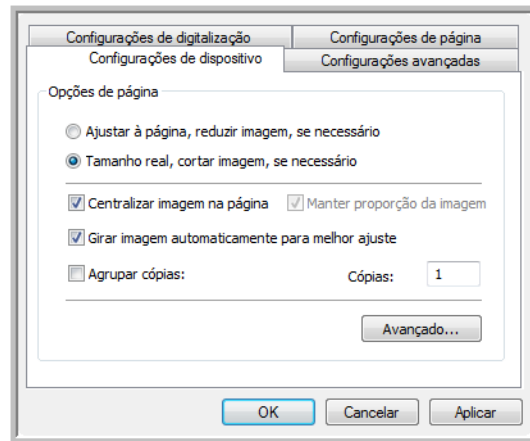 Configurações de digitalização Configurações de página
Configurações de dispositivo Configurações avançadas
Opções de página
Ajustar à página, reduzir imagem, se necessário
Tamanho real, cortar imagem, se necessário
Centralizar imagem na página Manter proporção da imagem
Girar imagem automaticamente para melhor ajuste
Agrupar cópias: Cópias: 1
Avançado...
OK Cancelar Aplicar